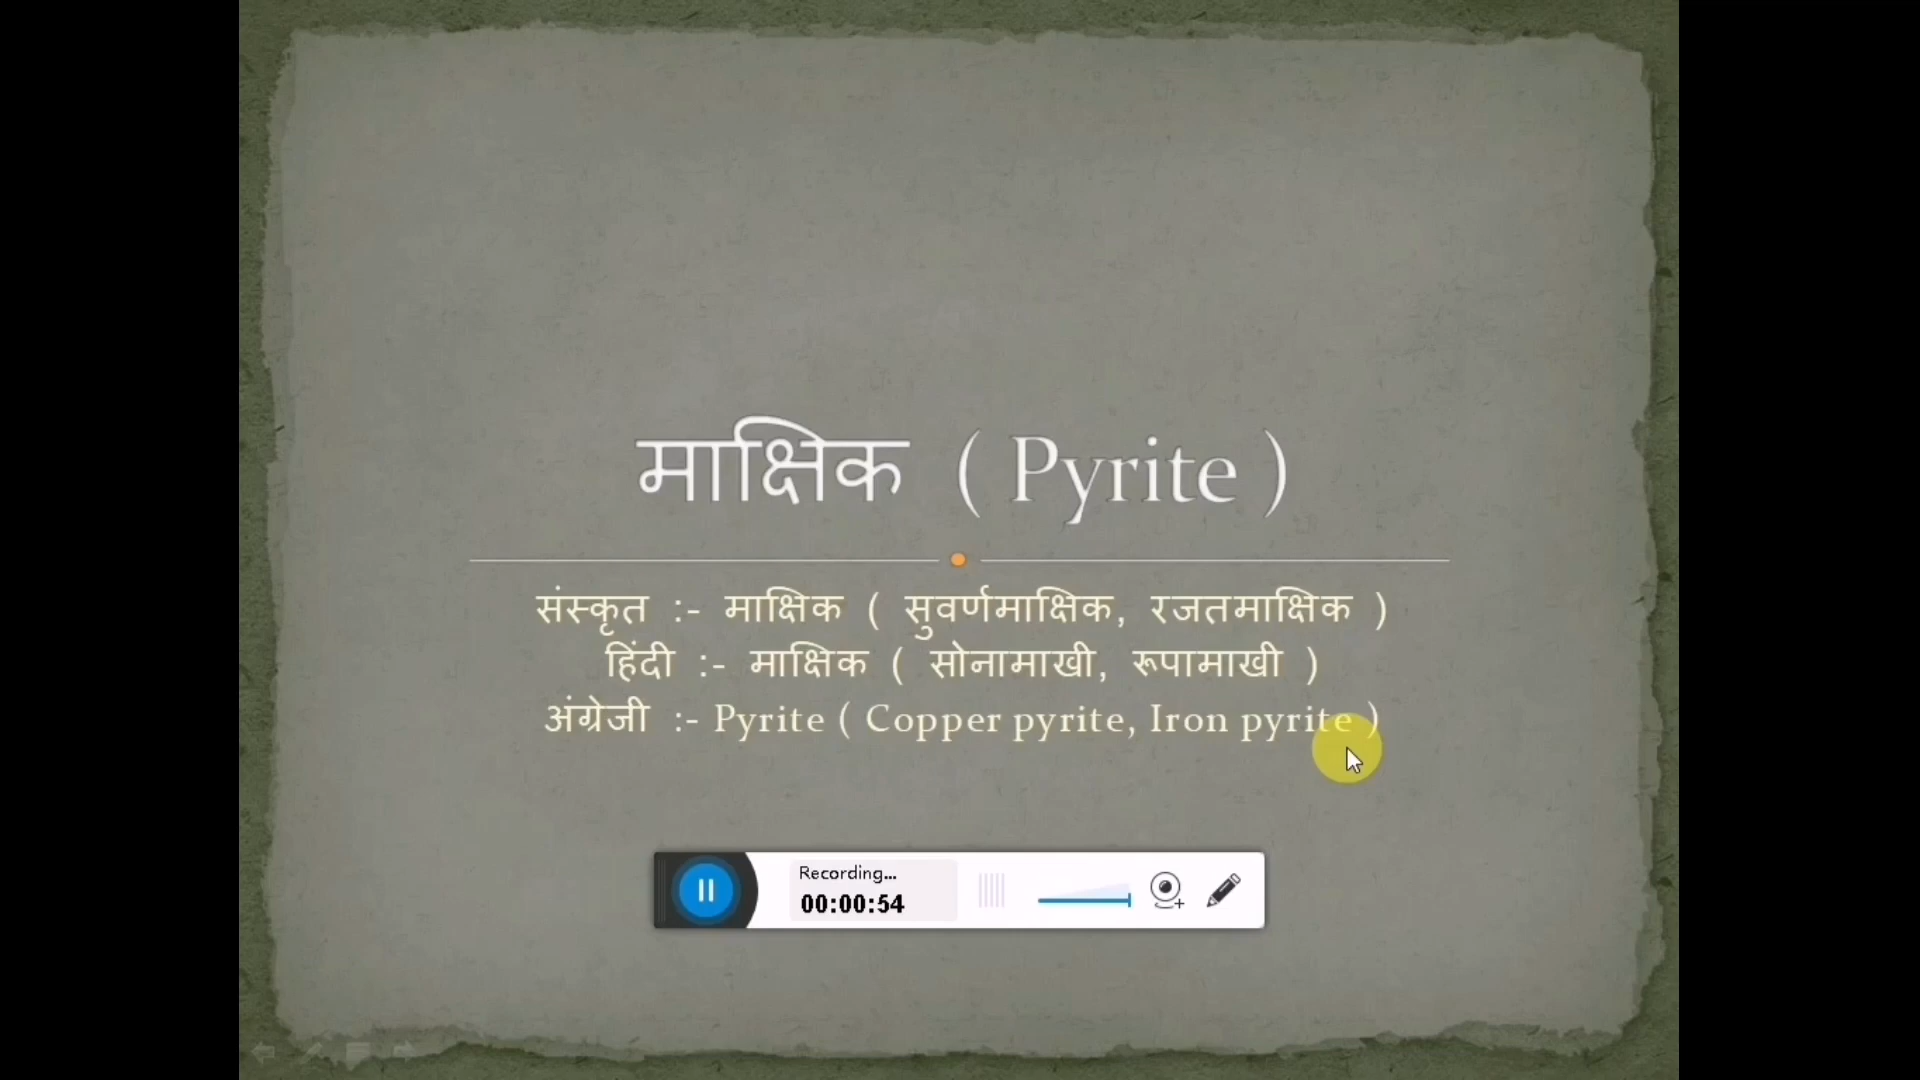 माक्षिक ( Pyrite )
संस्कृत :- माक्षिक ( सुवर्णमाक्षिक, रजतमाक्षिक )
हिंदी :- माक्षिक ( सोनामाखी, रूपामाखी )
अंग्रेजी :- Pyrite ( Copper pyrite, Iron pyrite )
Recording...
00:00:54